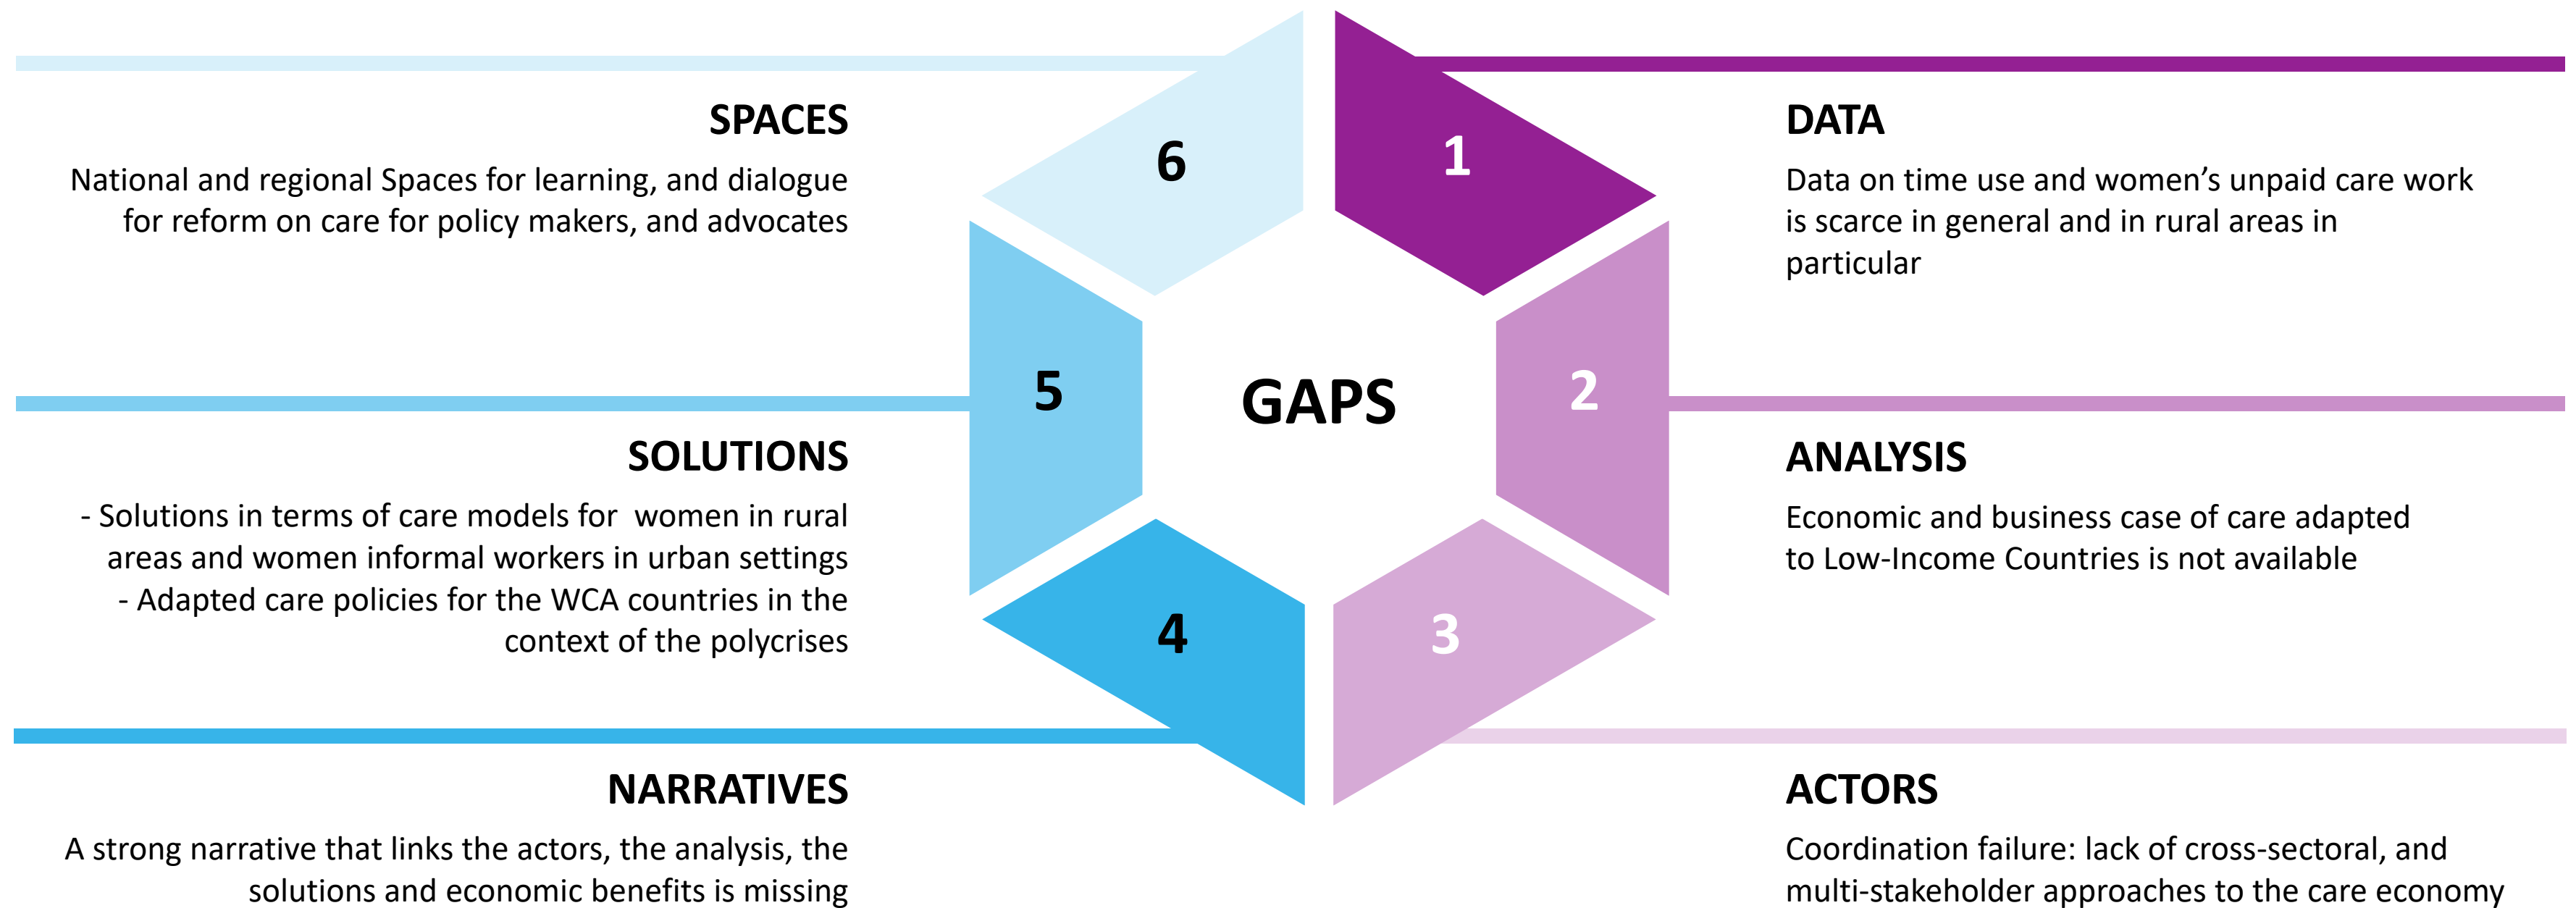 SPACES
National and regional Spaces for learning, and dialogue
for reform on care for policy makers, and advocates
SOLUTIONS
- Solutions in terms of care models for  women in rural
areas and women informal workers in urban settings
- Adapted care policies for the WCA countries in the
context of the polycrises
NARRATIVES
A strong narrative that links the actors, the analysis, the
solutions and economic benefits is missing
6
1
5
GAPS
2
4
3
DATA
Data on time use and women’s unpaid care work
is scarce in general and in rural areas in
particular
ANALYSIS
Economic and business case of care adapted
to Low-Income Countries is not available
ACTORS
Coordination failure: lack of cross-sectoral, and
multi-stakeholder approaches to the care economy